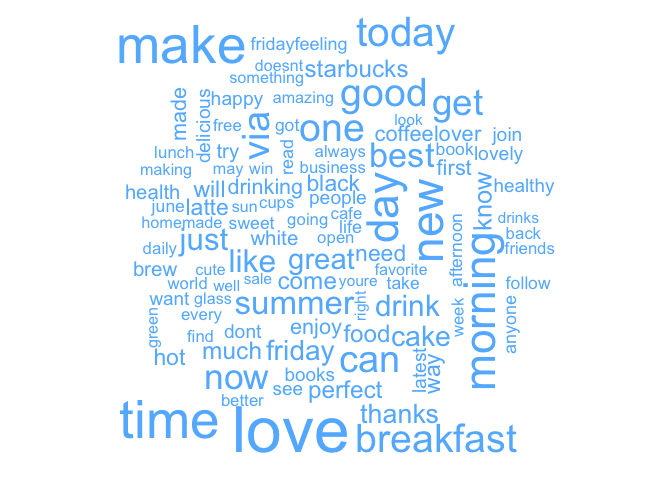 make
today
fridayfeeling
doesnt
starbucks
something
good
get
made
delicious
happy
amazing
via
free
got
one
look
coffeelover
join
lunch
try
read
always
best
book
lovely
making
may
win
business
first
health
will
drinking
black
people
day
new
know
healthy
june
latte
sun
cups
cafe
drinks
homemade
sweet
going
life
back
daily
just
white
open
afternoon
morning
friends
brew
cute
like
great
need
favorite
world
well
sale
come
youre
take
follow
want
glass
summer
right
drink
week
anyone
green
every
find
dont
enjoy
food
cake
hot
much
friday
can
latest
way
now
books
see
perfect
better
time
love
thanks
breakfast